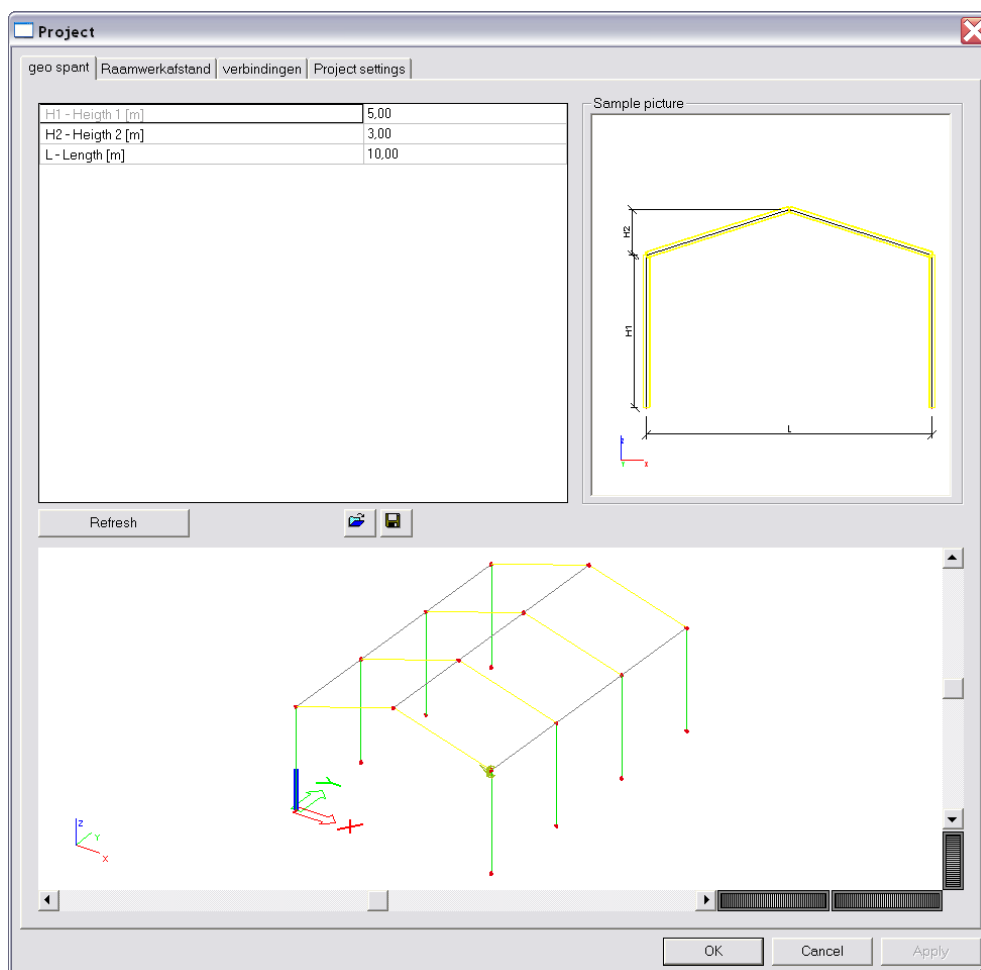 Project
geo spant Raamwerkafstand verbindingen Project settings
H1 - Heigth 1 [m] 5,00
H2 - Heigth 2 [m] 3,00
L - Length [m] 10,00
Sample picture
H2
H1
L
Z
Y X
Refresh
Y
X
Z
Y
X
OK Cancel Apply